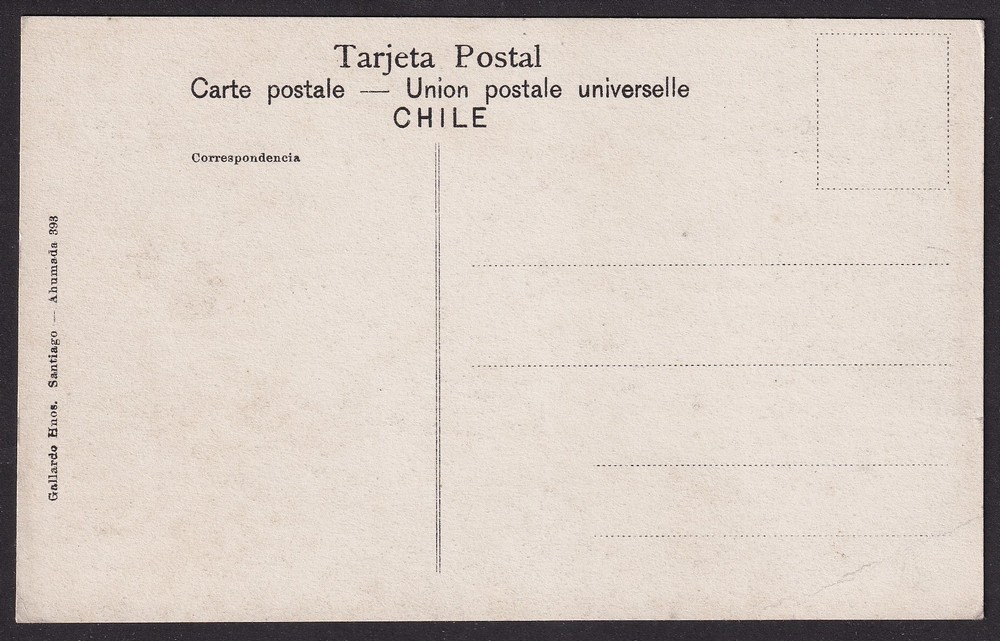 Tarjeta Postal
Carte postale — Union postale universelle
CHILE
Correspondencia
Gallardo Hnos. Santiago — Ahumada 393